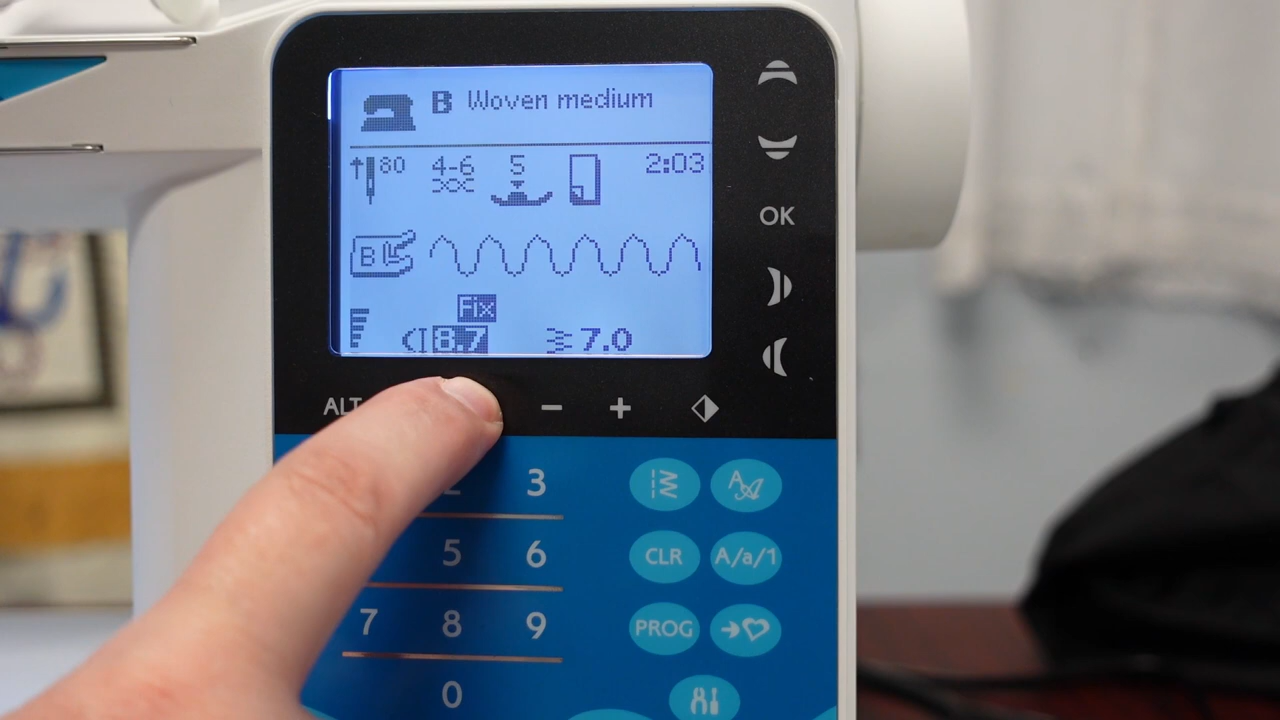 B Woven medium
80 4-6 5 2:03
B
Fix
8.7 7.0
OK
ALT - +
3
5 6
CLR A/a/1
7 8 9
PROG
0